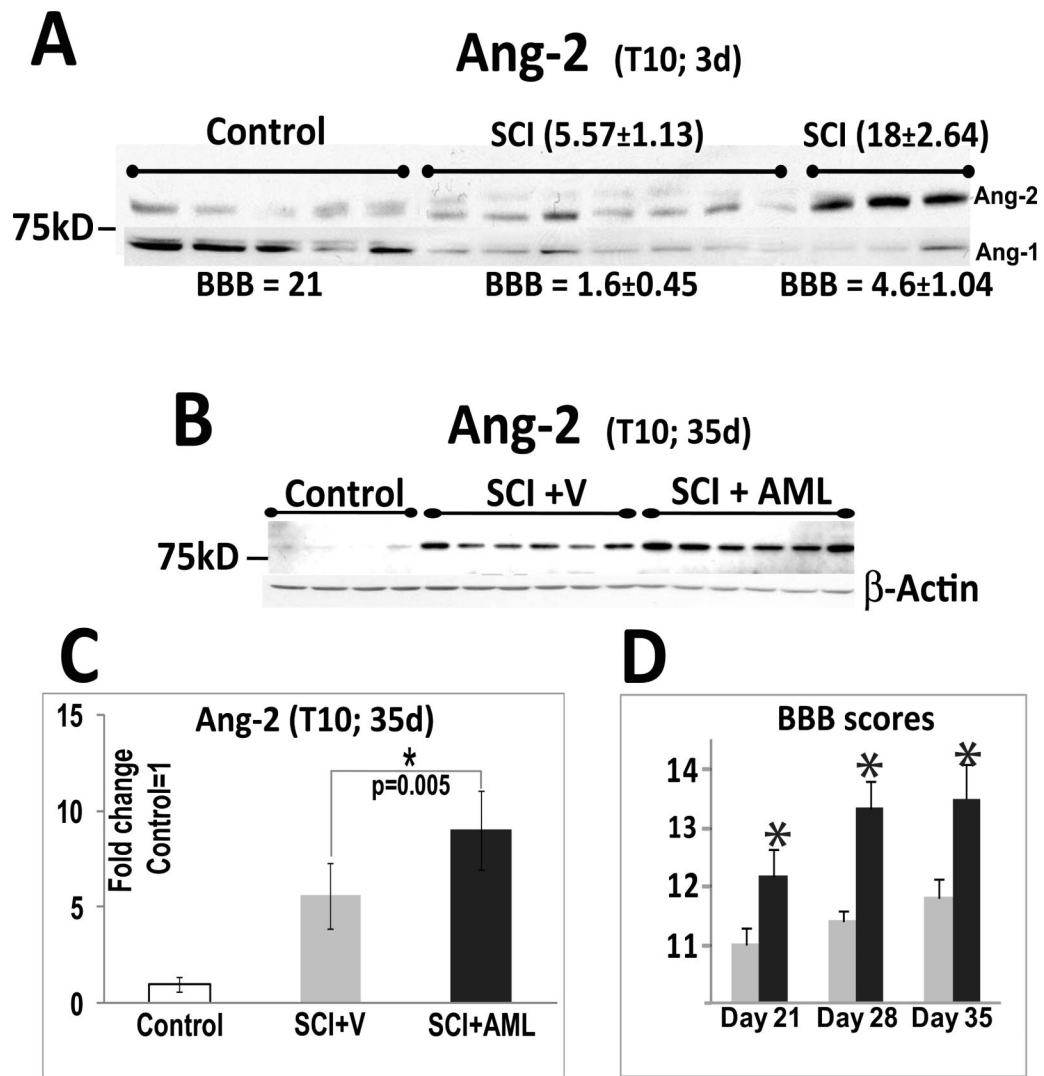 A
Ang-2 (T10; 3d)
Control
SCI (5.57±1.13)
SCI (18±2.64)
Ang-2
75kD
Ang-1
BBB = 21
BBB = 1.6±0.45
BBB = 4.6±1.04
B
Ang-2 (T10; 35d)
Control
SCI +V
SCI + AML
75kD
β-Actin
C
Ang-2 (T10; 35d)
Fold change
Control=1
15
10
5
0
*
p=0.005
Control
SCI+V
SCI+AML
D
BBB scores
14
13
12
11
*
*
*
Day 21
Day 28
Day 35